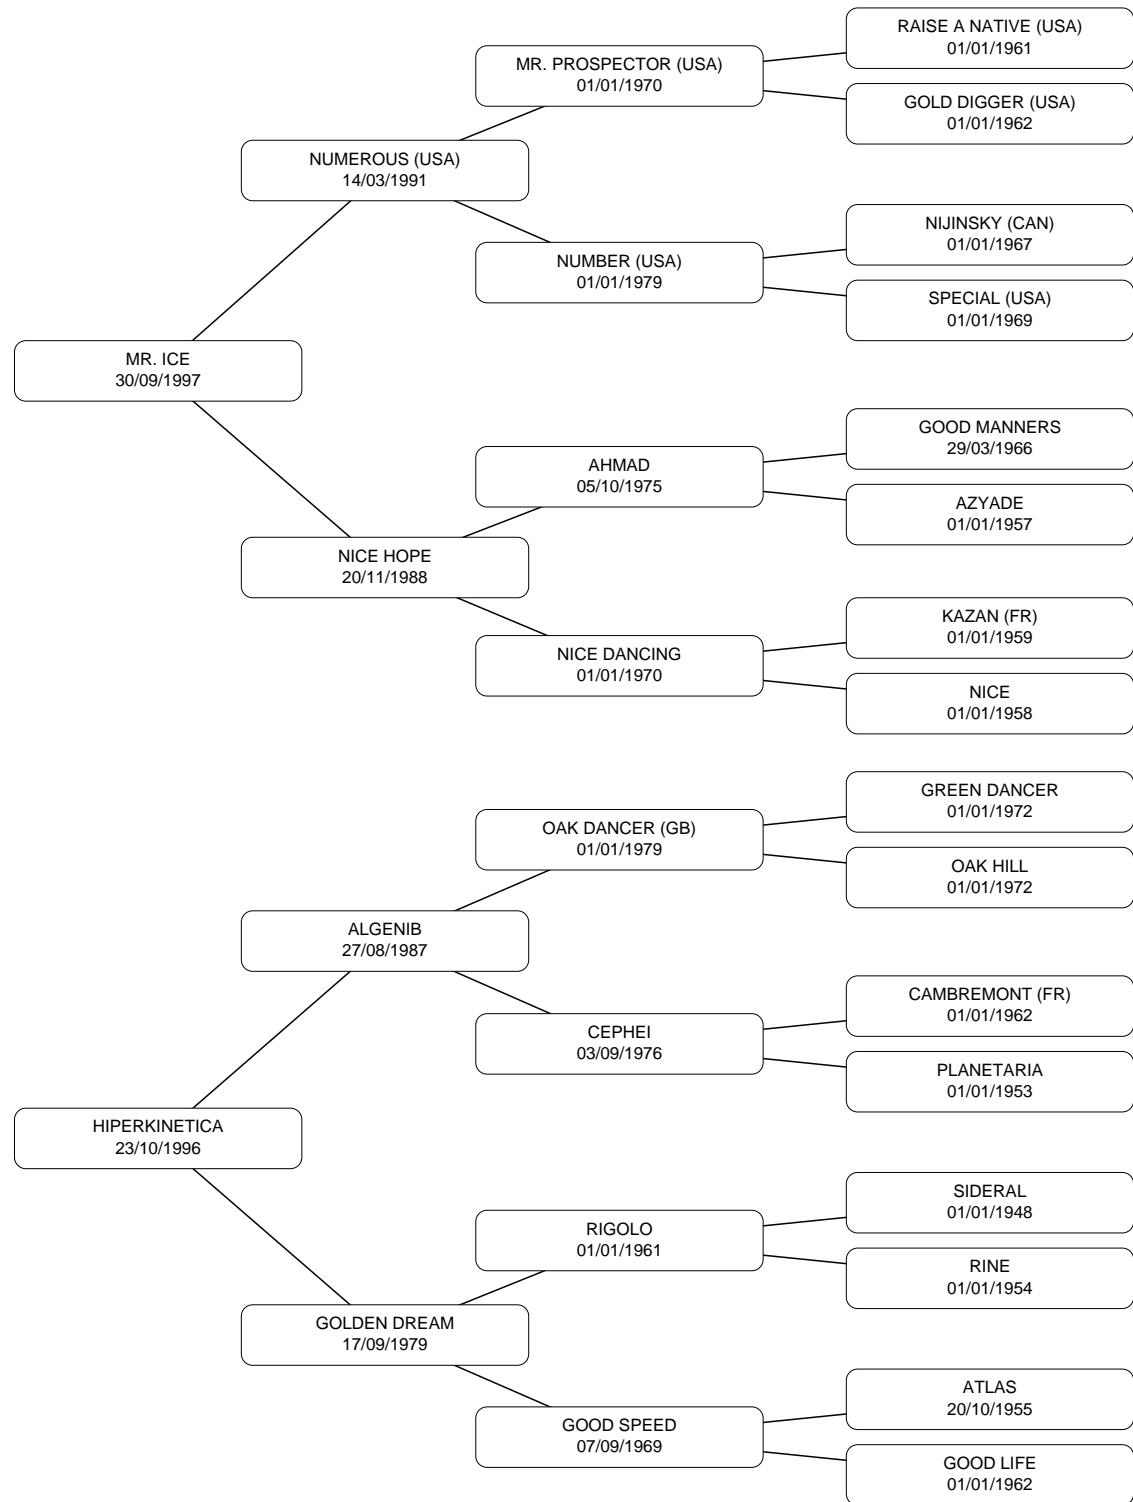 RAISE A NATIVE (USA)
01/01/1961
MR. PROSPECTOR (USA)
01/01/1970
GOLD DIGGER (USA)
01/01/1962
NUMEROUS (USA)
14/03/1991
NIJINSKY (CAN)
01/01/1967
NUMBER (USA)
01/01/1979
SPECIAL (USA)
01/01/1969
MR. ICE
30/09/1997
GOOD MANNERS
29/03/1966
AHMAD
05/10/1975
AZYADE
01/01/1957
NICE HOPE
20/11/1988
KAZAN (FR)
01/01/1959
NICE DANCING
01/01/1970
NICE
01/01/1958
GREEN DANCER
01/01/1972
OAK DANCER (GB)
01/01/1979
OAK HILL
01/01/1972
ALGENIB
27/08/1987
CAMBREMONT (FR)
01/01/1962
CEPHEI
03/09/1976
PLANETARIA
01/01/1953
HIPERKINETICA
23/10/1996
SIDERAL
01/01/1948
RIGOLO
01/01/1961
RINE
01/01/1954
GOLDEN DREAM
17/09/1979
ATLAS
20/10/1955
GOOD SPEED
07/09/1969
GOOD LIFE
01/01/1962